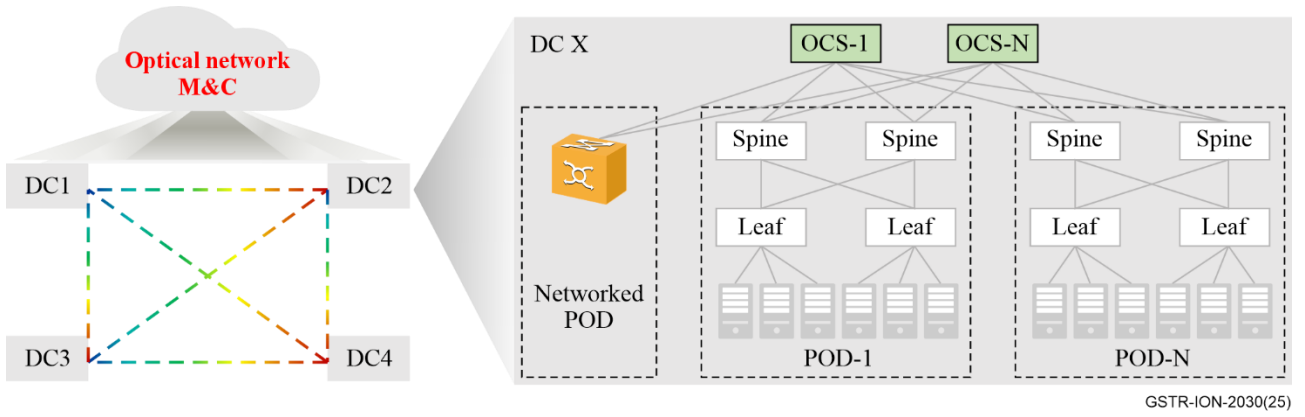 Optical network
M&C
DC1
DC2
DC3
DC4
DC X
OCS-1
OCS-N
Networked
POD
Spine
Spine
Leaf
Leaf
POD-1
Spine
Spine
Leaf
Leaf
POD-N
GSTR-ION-2030(25)